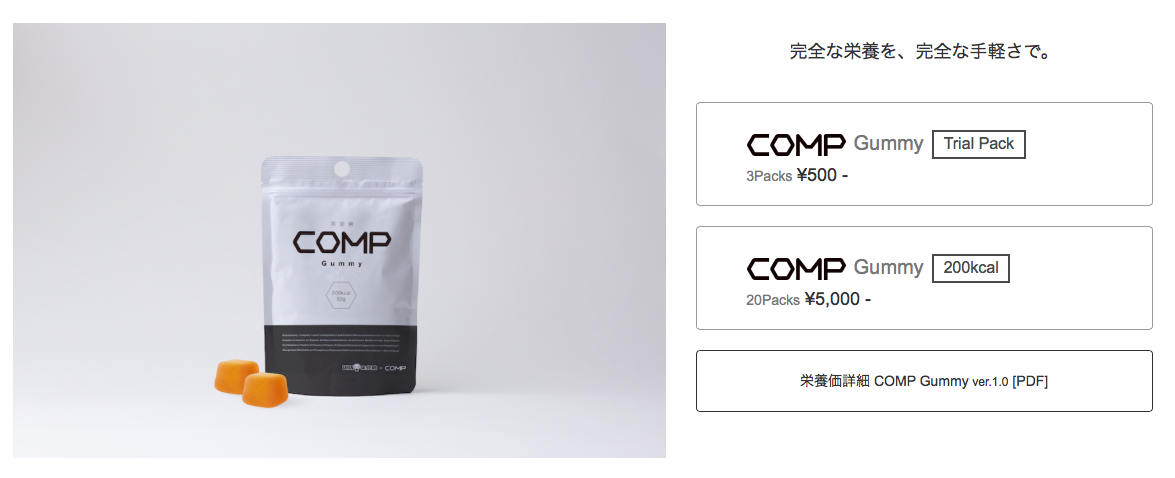 COMP
Gummy
200kcal
× COMP
完全な栄養を、完全な手軽さで。
COMP Gummy Trial Pack
3Packs ¥500 -
COMP Gummy 200kcal
20Packs ¥5,000 -
栄養価詳細 COMP Gummy ver.1.0 [PDF]